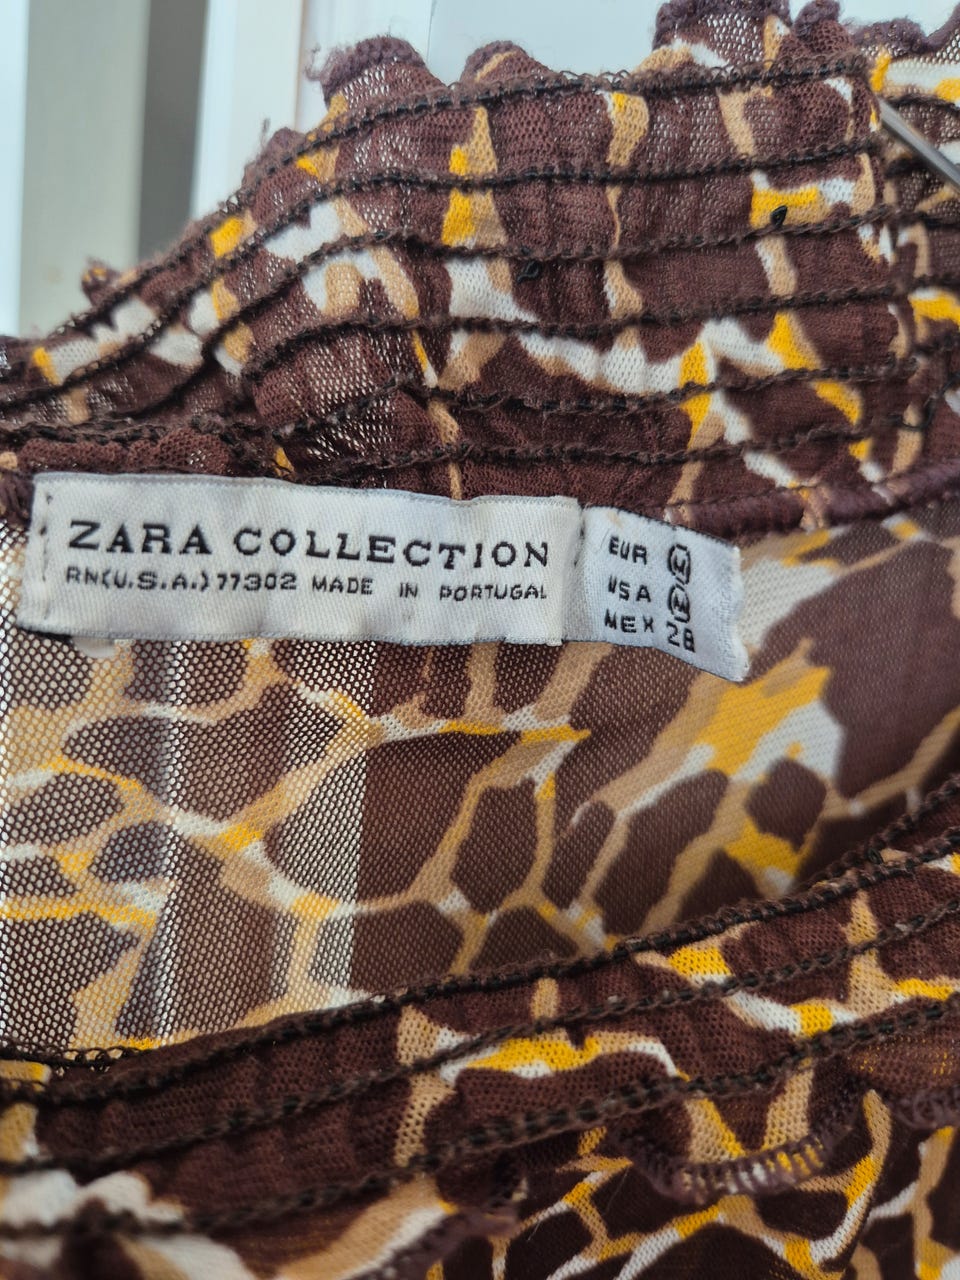 ZARA COLLECTION
RN(U.S.A.)77302 MADE IN PORTUGAL
EUR
USA
MEX 28